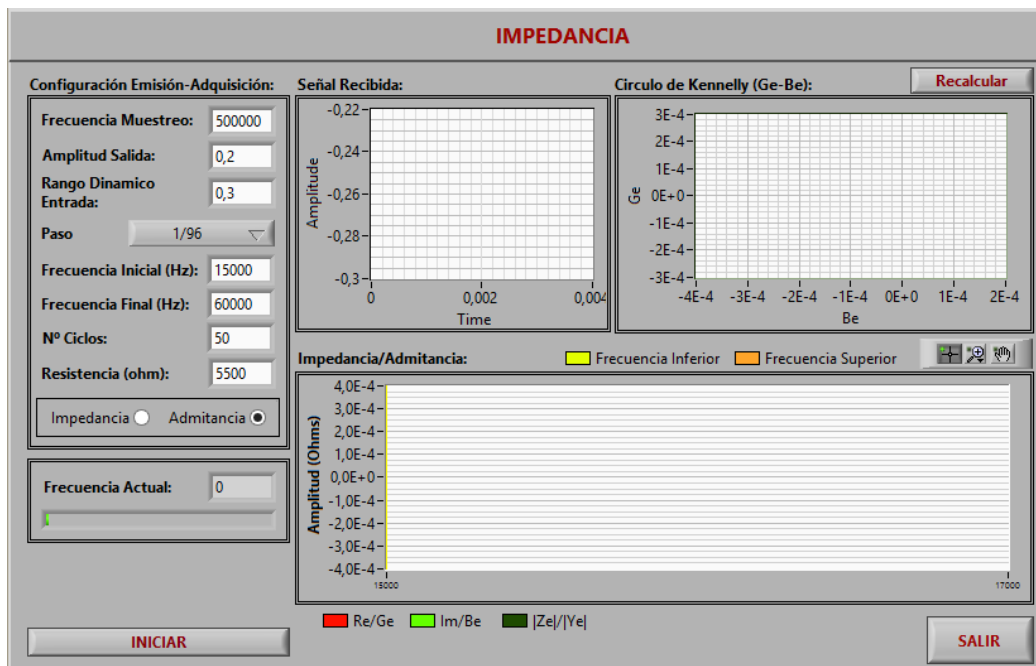 IMPEDANCIA
Configuración Emisión-Adquisición:
Frecuencia Muestreo: 500000
Amplitud Salida: 0,2
Rango Dinamico
Entrada: 0,3
Paso 1/96
Frecuencia Inicial (Hz): 15000
Frecuencia Final (Hz): 60000
Nº Ciclos: 50
Resistencia (ohm): 5500
Impedancia Admitancia
Frecuencia Actual: 0
INICIAR
Señal Recibida:
Amplitude
-0,22
-0,24
-0,26
-0,28
-0,3
0 0,002 0,004
Time
Circulo de Kennelly (Ge-Be):
Recalcular
Ge
3E-4
2E-4
1E-4
0E+0
-1E-4
-2E-4
-3E-4
-4E-4 -3E-4 -2E-4 -1E-4 0E+0 1E-4 2E-4
Be
Impedancia/Admitancia:
Frecuencia Inferior Frecuencia Superior
Amplitud (Ohms)
4,0E-4
3,0E-4
2,0E-4
1,0E-4
0,0E+0
-1,0E-4
-2,0E-4
-3,0E-4
-4,0E-4
15000 17000
Re/Ge Im/Be |Ze|/|Ye|
SALIR